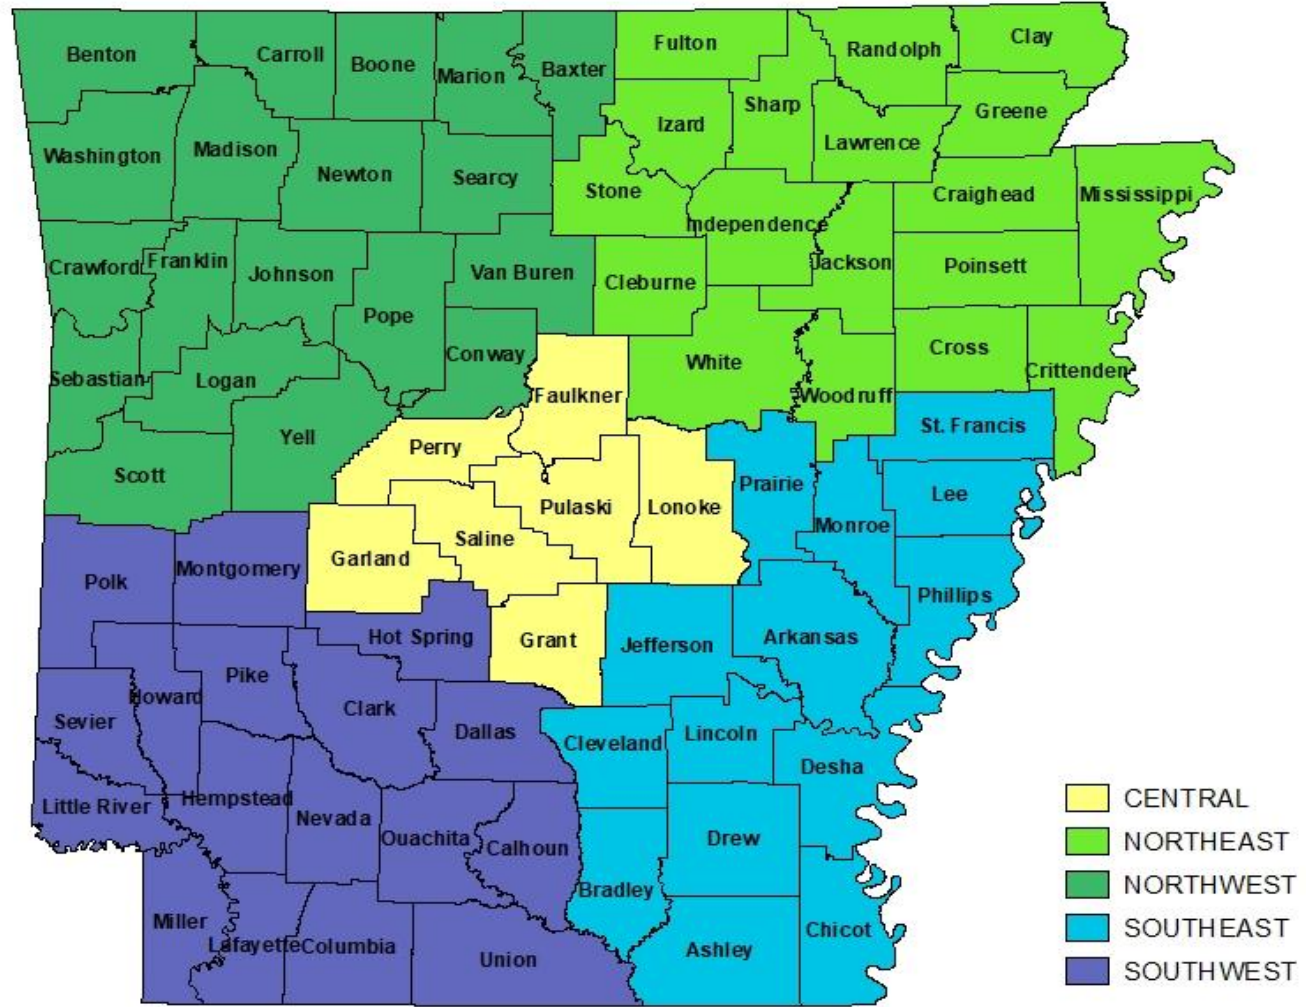 Benton
Carroll
Boone
Marion
Baxter
Fulton
Randolph
Clay
Washington
Madison
Newton
Searcy
Stone
Izard
Sharp
Lawrence
Greene
Craighead
Mississippi
Independence
Jackson
Poinsett
Crawford
Franklin
Johnson
Pope
Van Buren
Cleburne
White
Woodruff
Cross
Crittenden
Sebastian
Logan
Conway
Faulkner
Scott
Yell
Perry
Pulaski
Lonoke
Prairie
St. Francis
Lee
Monroe
Phillips
Polk
Montgomery
Garland
Saline
Hot Spring
Grant
Jefferson
Arkansas
Sevier
Howard
Pike
Clark
Dallas
Cleveland
Lincoln
Desha
Little River
Hempstead
Nevada
Ouachita
Calhoun
Bradley
Drew
Chicot
Miller
Lafayette
Columbia
Union
Ashley
CENTRAL
NORTHEAST
NORTHWEST
SOUTHEAST
SOUTHWEST